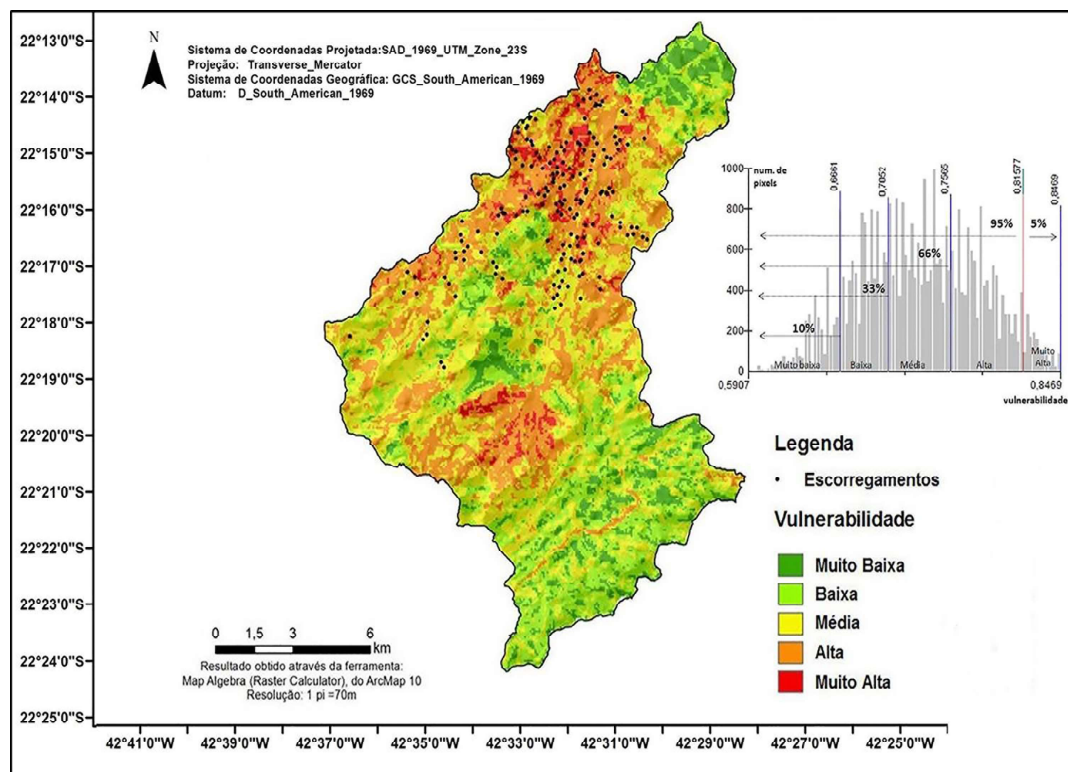 N
Sistema de Coordenadas Projetada:SAD_1969_UTM_Zone_23S
Projeção: Transverse_Mercator
Sistema de Coordenadas Geográfica: GCS_South_American_1969
Datum: D_South_American_1969
22°13'0"S
22°14'0"S
22°15'0"S
22°16'0"S
22°17'0"S
22°18'0"S
22°19'0"S
22°20'0"S
22°21'0"S
22°22'0"S
22°23'0"S
22°24'0"S
22°25'0"S
1000
800
600
400
200
0
num. de
pixels
0,6661
0,7052
0,7565
0,81577
0,8469
95%
5%
66%
33%
10%
Muito baixa
Baixa
Média
Alta
Muito
Alta
0,5907
0,8469
vulnerabilidade
Legenda
Escorregamentos
Vulnerabilidade
Muito Baixa
Baixa
Média
Alta
Muito Alta
0 1,5 3 6
km
Resultado obtido através da ferramenta:
Map Algebra (Raster Calculator), do ArcMap 10
Resolução: 1 pi =70m
42°41'0"W 42°39'0"W 42°37'0"W 42°35'0"W 42°33'0"W 42°31'0"W 42°29'0"W 42°27'0"W 42°25'0"W